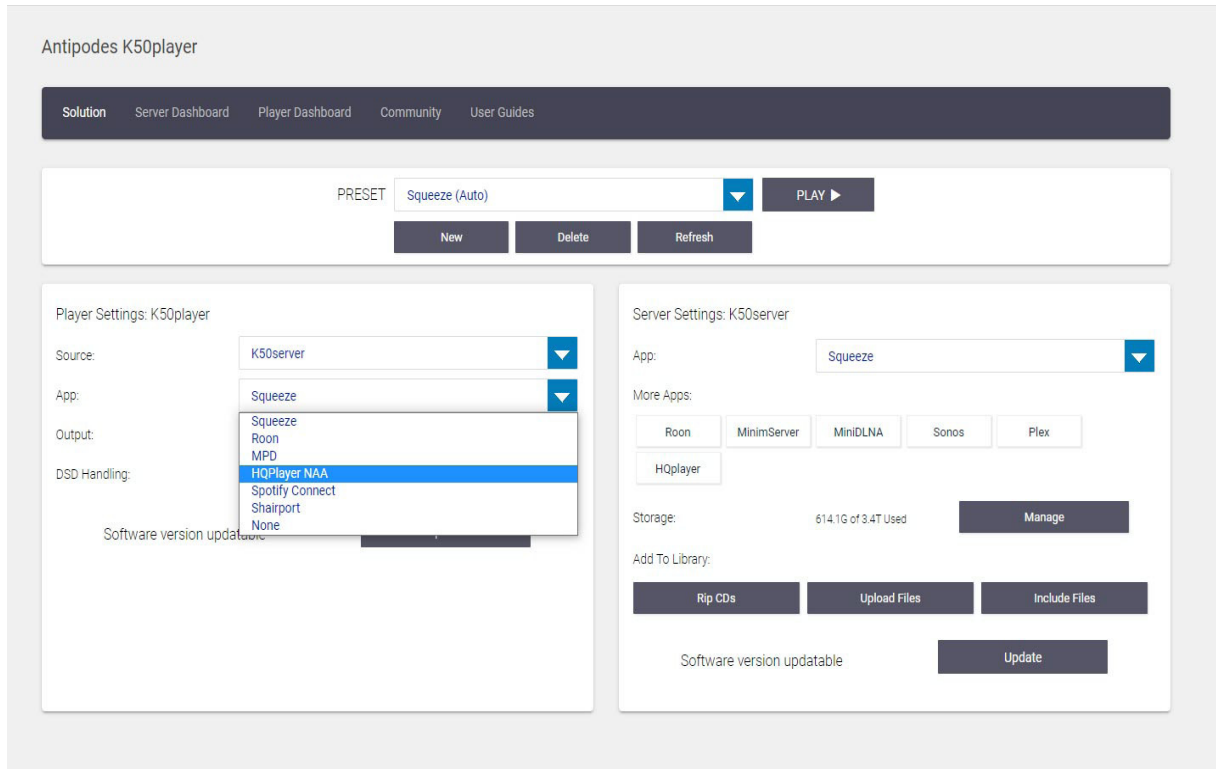 Antipodes K50player
Solution Server Dashboard Player Dashboard Community User Guides
PRESET Squeeze (Auto) PLAY ▶
New Delete Refresh
Player Settings: K50player
Source: K50server
App: Squeeze
Squeeze
Roon
MPD
HQPlayer NAA
Spotify Connect
Shairport
None
Output:
DSD Handling:
Software version updatable
Server Settings: K50server
App: Squeeze
More Apps:
Roon MinimServer MiniDLNA Sonos Plex
HQplayer
Storage: 614.1G of 3.4T Used Manage
Add To Library:
Rip CDs Upload Files Include Files
Software version updatable Update